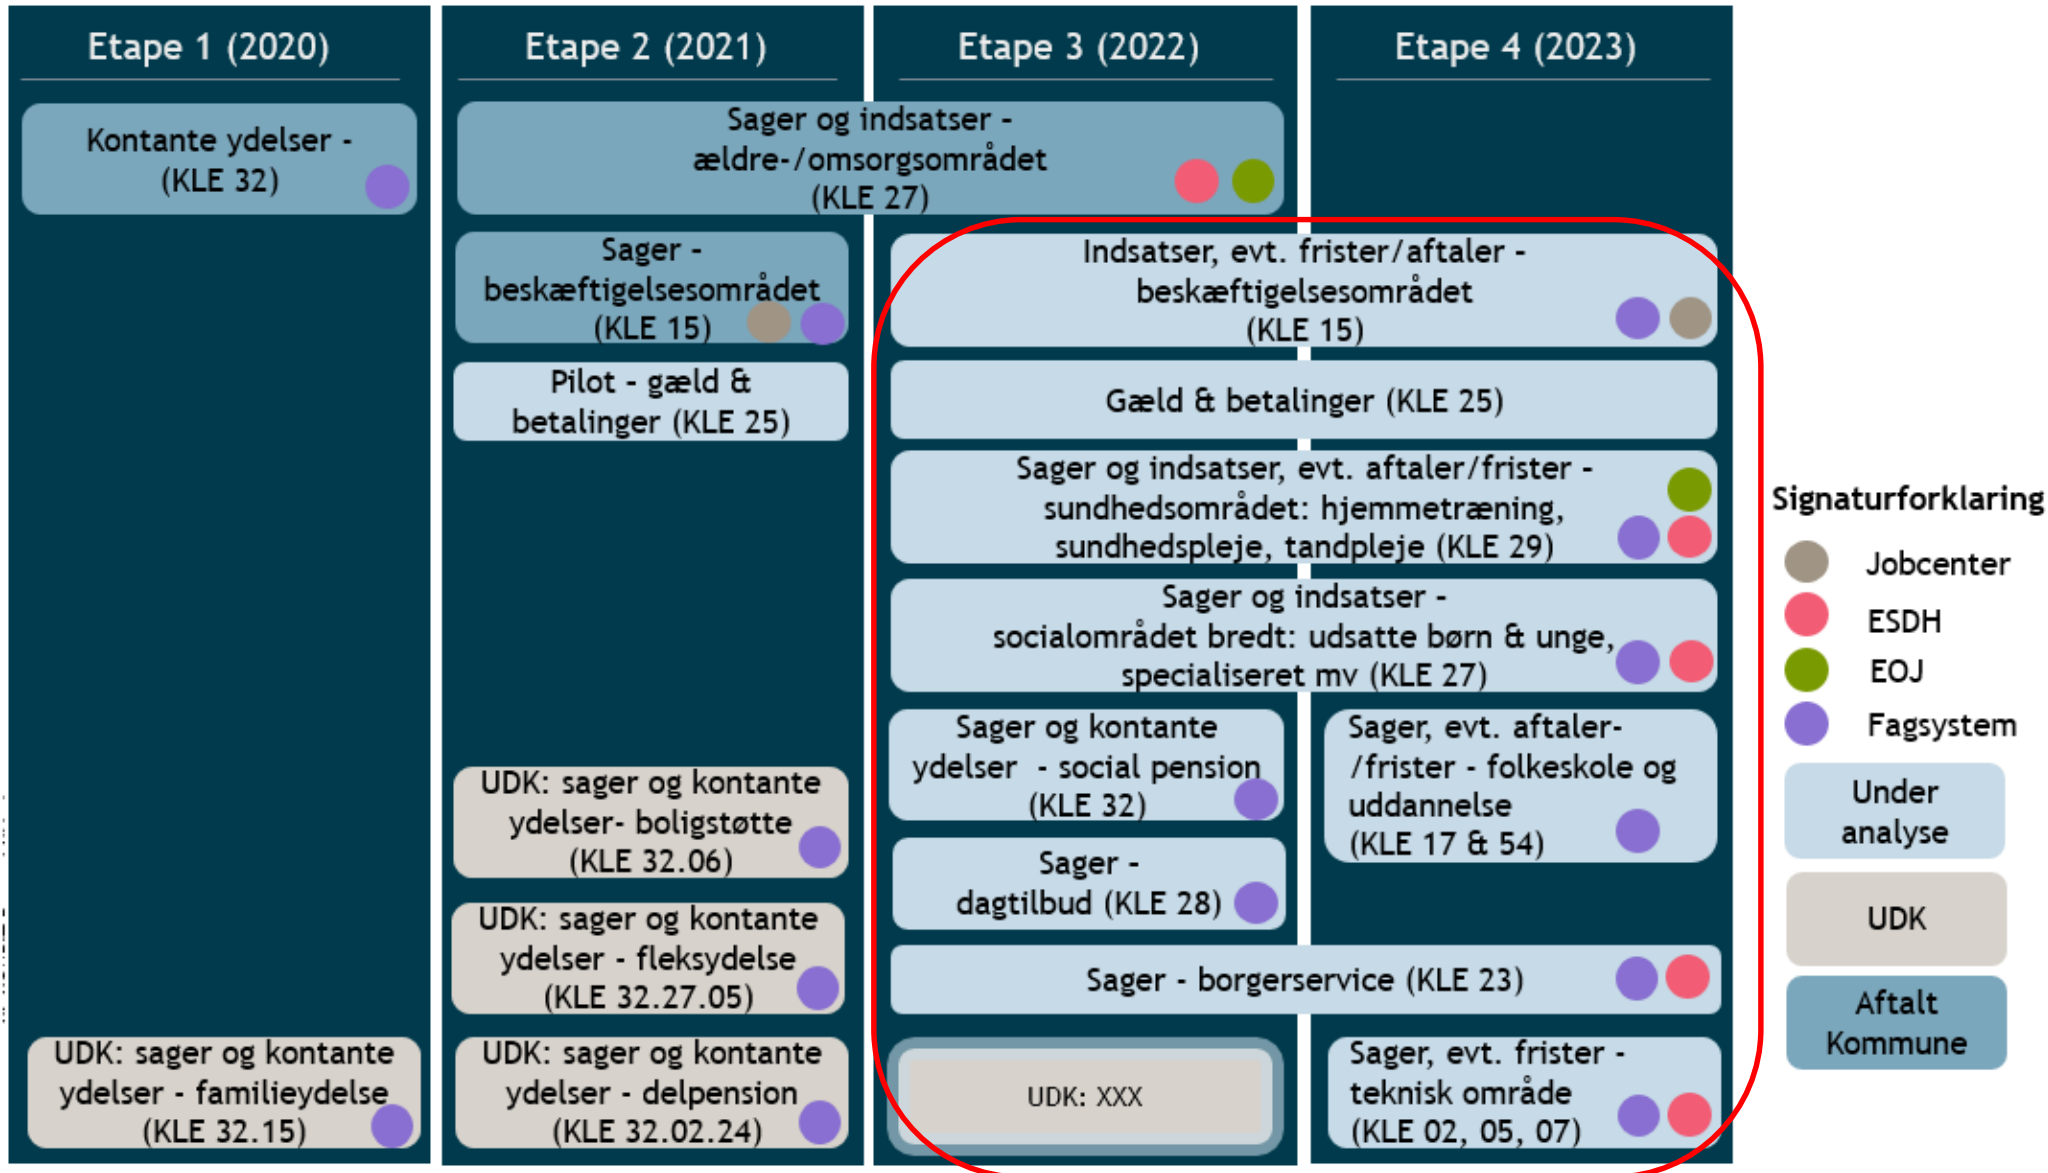 Etape 1 (2020)
Kontante ydelser -
(KLE 32)
UDK: sager og kontante
ydelser - familieydelse
(KLE 32.15)
Etape 2 (2021)
Sager og indsatser -
ældre-/omsorgsområdet
(KLE 27)
Sager -
beskæftigelsesområdet
(KLE 15)
Pilot - gæld &
betalinger (KLE 25)
UDK: sager og kontante
ydelser- boligstøtte
(KLE 32.06)
UDK: sager og kontante
ydelser - fleksydelse
(KLE 32.27.05)
UDK: sager og kontante
ydelser - delpension
(KLE 32.02.24)
Etape 3 (2022)
Etape 4 (2023)
Indsatser, evt. frister/aftaler -
beskæftigelsesområdet
(KLE 15)
Gæld & betalinger (KLE 25)
Sager og indsatser, evt. aftaler/frister -
sundhedsområdet: hjemmetræning,
sundhedspleje, tandpleje (KLE 29)
Sager og indsatser -
socialområdet bredt: udsatte børn & unge,
specialiseret mv (KLE 27)
Sager og kontante
ydelser - social pension
(KLE 32)
Sager, evt. aftaler-
/frister - folkeskole og
uddannelse
(KLE 17 & 54)
Sager -
dagtilbud (KLE 28)
Sager - borgerservice (KLE 23)
UDK: XXX
Sager, evt. frister -
teknisk område
(KLE 02, 05, 07)
Signaturforklaring
Jobcenter
ESDH
EOJ
Fagsystem
Under
analyse
UDK
Aftalt
Kommune